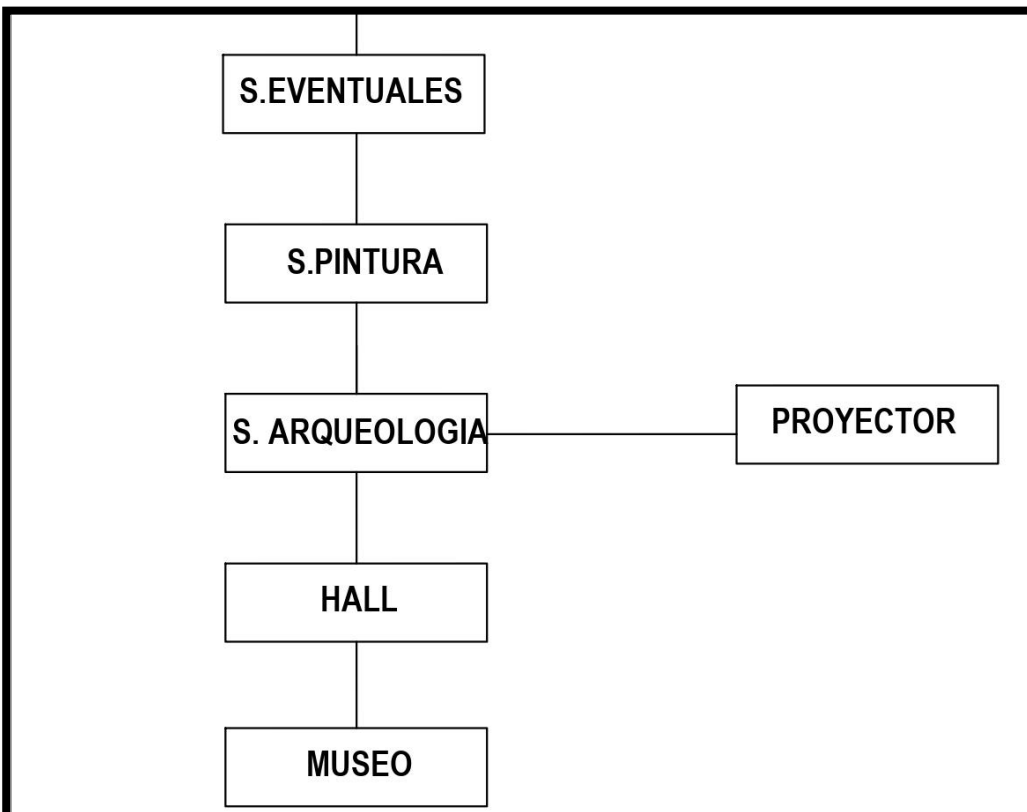 S.EVENTUALES
S.PINTURA
S. ARQUEOLOGIA
PROYECTOR
HALL
MUSEO